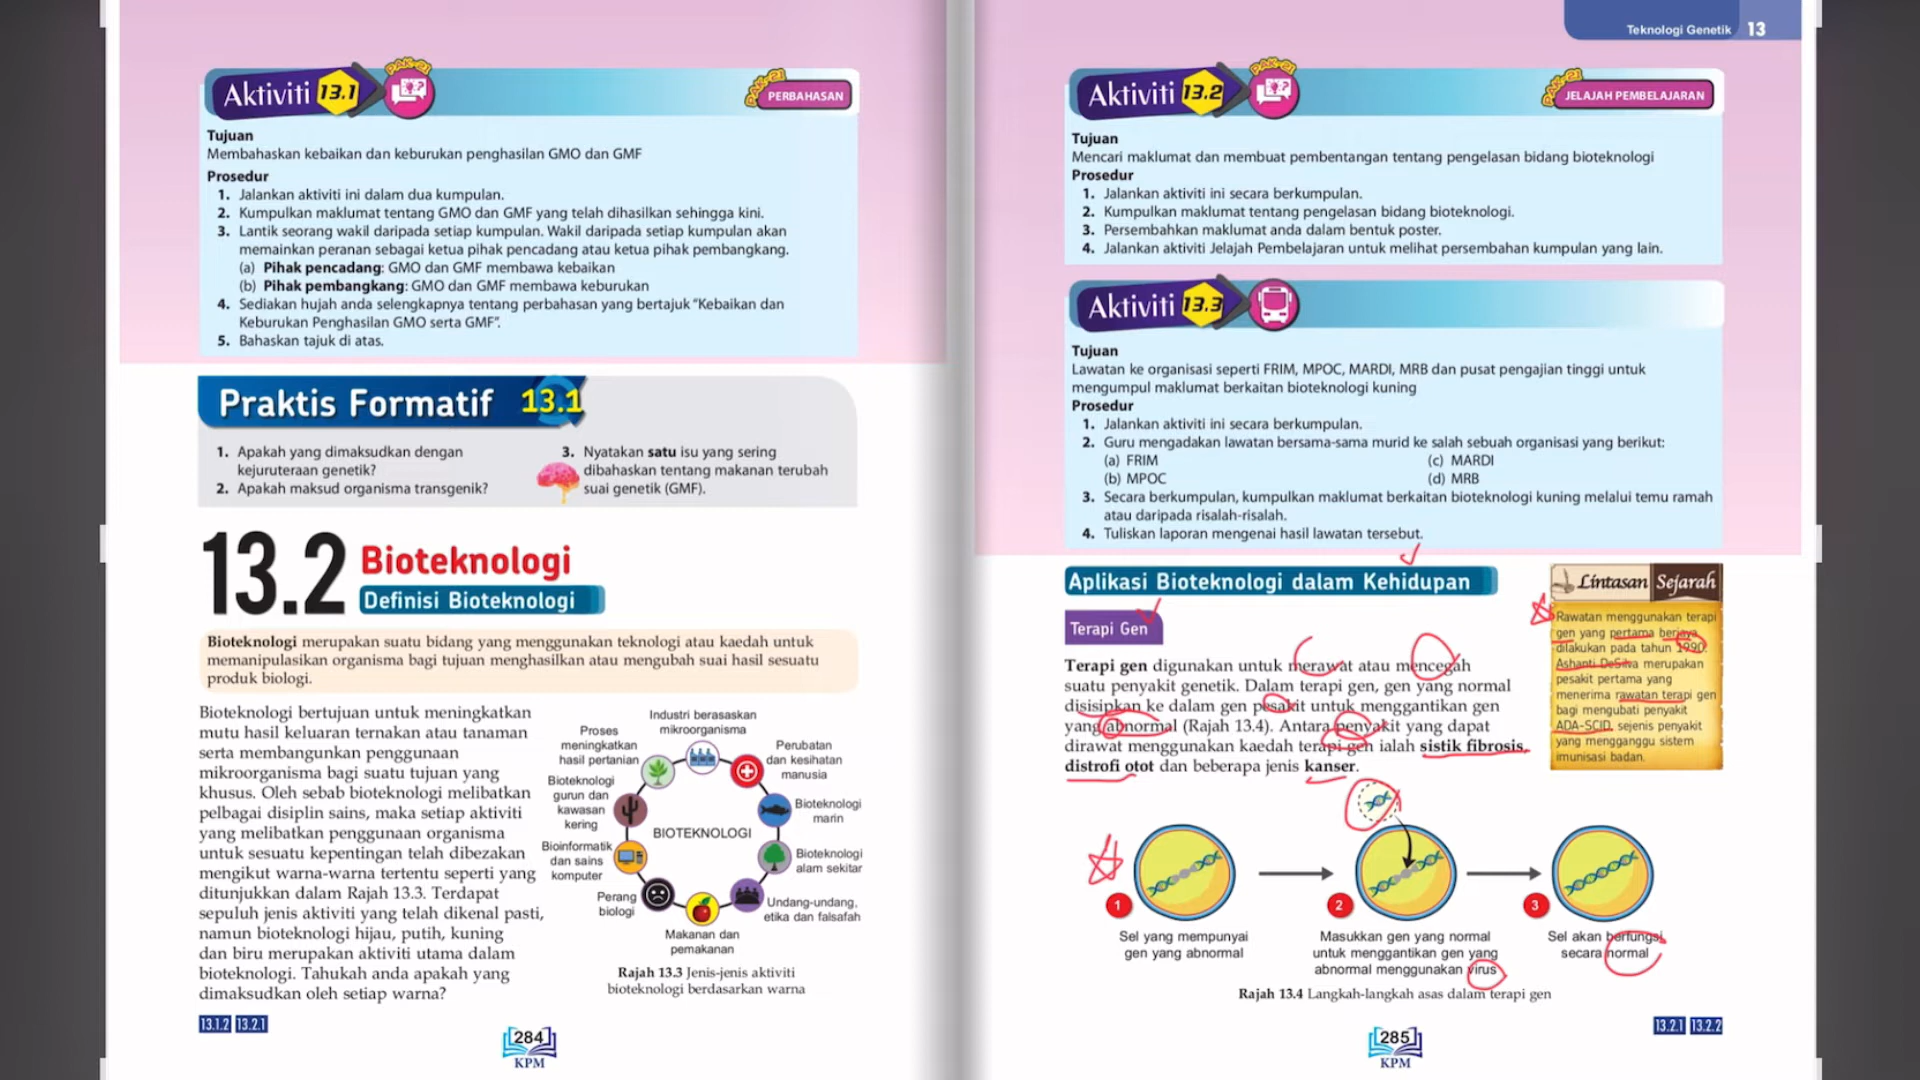 Aktiviti 13.1
PAK-21
PAK-21
PERBAHASAN
Tujuan
Membahaskan kebaikan dan keburukan penghasilan GMO dan GMF
Prosedur
1. Jalankan aktiviti ini dalam dua kumpulan.
2. Kumpulkan maklumat tentang GMO dan GMF yang telah dihasilkan sehingga kini.
3. Lantik seorang wakil daripada setiap kumpulan. Wakil daripada setiap kumpulan akan
memainkan peranan sebagai ketua pihak pencadang atau ketua pihak pembangkang.
(a) Pihak pencadang: GMO dan GMF membawa kebaikan
(b) Pihak pembangkang: GMO dan GMF membawa keburukan
4. Sediakan hujah anda selengkapnya tentang perbahasan yang bertajuk “Kebaikan dan
Keburukan Penghasilan GMO serta GMF”.
5. Bahaskan tajuk di atas.
Praktis Formatif 13.1
1. Apakah yang dimaksudkan dengan
kejuruteraan genetik?
2. Apakah maksud organisma transgenik?
3. Nyatakan satu isu yang sering
dibahaskan tentang makanan terubah
suai genetik (GMF).
13.2 Bioteknologi
Definisi Bioteknologi
Bioteknologi merupakan suatu bidang yang menggunakan teknologi atau kaedah untuk
memanipulasikan organisma bagi tujuan menghasilkan atau mengubah suai hasil sesuatu
produk biologi.
Bioteknologi bertujuan untuk meningkatkan
mutu hasil keluaran ternakan atau tanaman
serta membangunkan penggunaan
mikroorganisma bagi suatu tujuan yang
khusus. Oleh sebab bioteknologi melibatkan
pelbagai disiplin sains, maka setiap aktiviti
yang melibatkan penggunaan organisma
untuk sesuatu kepentingan telah dibezakan
mengikut warna-warna tertentu seperti yang
ditunjukkan dalam Rajah 13.3. Terdapat
sepuluh jenis aktiviti yang telah dikenal pasti,
namun bioteknologi hijau, putih, kuning
dan biru merupakan aktiviti utama dalam
bioteknologi. Tahukah anda apakah yang
dimaksudkan oleh setiap warna?
Industri berasaskan
mikroorganisma
Perubatan
dan kesihatan
manusia
Bioteknologi
marin
Bioteknologi
alam sekitar
Undang-undang,
etika dan falsafah
Makanan dan
pemakanan
Perang
biologi
Bioinformatik
dan sains
komputer
Bioteknologi
gurun dan
kawasan
kering
Proses
meningkatkan
hasil pertanian
BIOTEKNOLOGI
Rajah 13.3 Jenis-jenis aktiviti
bioteknologi berdasarkan warna
13.1.2 13.2.1
284
KPM
Teknologi Genetik 13
Aktiviti 13.2
PAK-21
PAK-21
JELAJAH PEMBELAJARAN
Tujuan
Mencari maklumat dan membuat pembentangan tentang pengelasan bidang bioteknologi
Prosedur
1. Jalankan aktiviti ini secara berkumpulan.
2. Kumpulkan maklumat tentang pengelasan bidang bioteknologi.
3. Persembahkan maklumat anda dalam bentuk poster.
4. Jalankan aktiviti Jelajah Pembelajaran untuk melihat persembahan kumpulan yang lain.
Aktiviti 13.3
Tujuan
Lawatan ke organisasi seperti FRIM, MPOC, MARDI, MRB dan pusat pengajian tinggi untuk
mengumpul maklumat berkaitan bioteknologi kuning
Prosedur
1. Jalankan aktiviti ini secara berkumpulan.
2. Guru mengadakan lawatan bersama-sama murid ke salah sebuah organisasi yang berikut:
(a) FRIM (c) MARDI
(b) MPOC (d) MRB
3. Secara berkumpulan, kumpulkan maklumat berkaitan bioteknologi kuning melalui temu ramah
atau daripada risalah-risalah.
4. Tuliskan laporan mengenai hasil lawatan tersebut.
Aplikasi Bioteknologi dalam Kehidupan
Terapi Gen
Terapi gen digunakan untuk merawat atau mencegah
suatu penyakit genetik. Dalam terapi gen, gen yang normal
disisipkan ke dalam gen pesakit untuk menggantikan gen
yang abnormal (Rajah 13.4). Antara penyakit yang dapat
dirawat menggunakan kaedah terapi gen ialah sistik fibrosis,
distrofi otot dan beberapa jenis kanser.
Lintasan Sejarah
Rawatan menggunakan terapi
gen yang pertama berjaya
dilakukan pada tahun 1990.
Ashanti DeSilva merupakan
pesakit pertama yang
menerima rawatan terapi gen
bagi mengubati penyakit
ADA-SCID, sejenis penyakit
yang mengganggu sistem
imunisasi badan.
1
Sel yang mempunyai
gen yang abnormal
2
Masukkan gen yang normal
untuk menggantikan gen yang
abnormal menggunakan virus
3
Sel akan berfungsi
secara normal
Rajah 13.4 Langkah-langkah asas dalam terapi gen
13.2.1 13.2.2
285
KPM